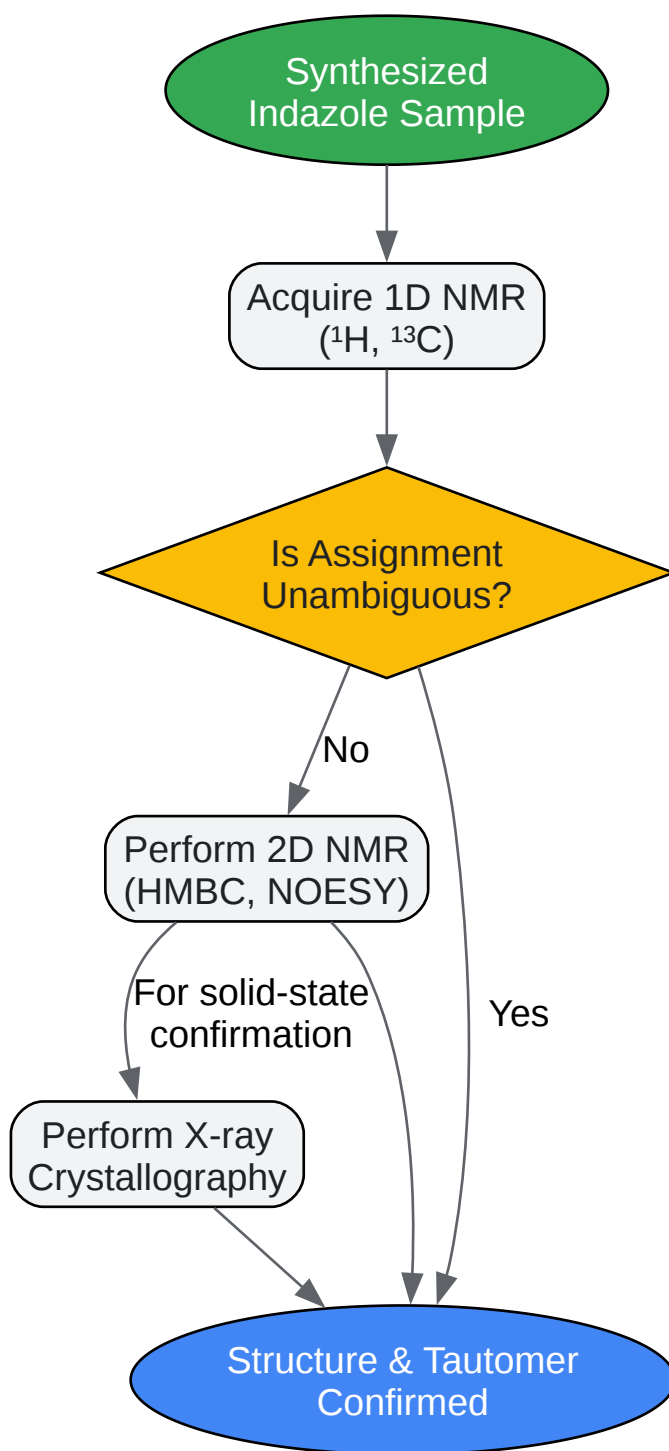 Synthesized
Indazole Sample
Acquire 1D NMR
(¹H, ¹³C)
Is Assignment
Unambiguous?
No
Perform 2D NMR
(HMBC, NOESY)
For solid-state
confirmation
Yes
Perform X-ray
Crystallography
Structure & Tautomer
Confirmed